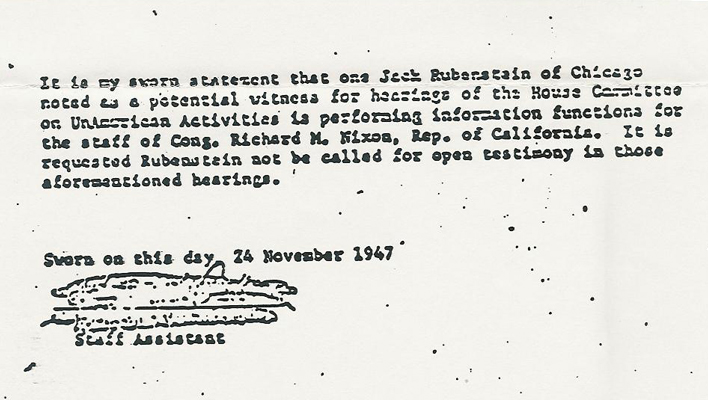 It is my sworn statement that one Jack Rubenstein of Chicago
noted as a potential witness for hearings of the House Committee
on UnAmerican Activities is performing information functions for
the staff of Cong. Richard M. Nixon, Rep. of California. It is
requested Rubenstein not be called for open testimony in those
aforementioned hearings.
Sworn on this day, 24 November 1947
Staff Assistant